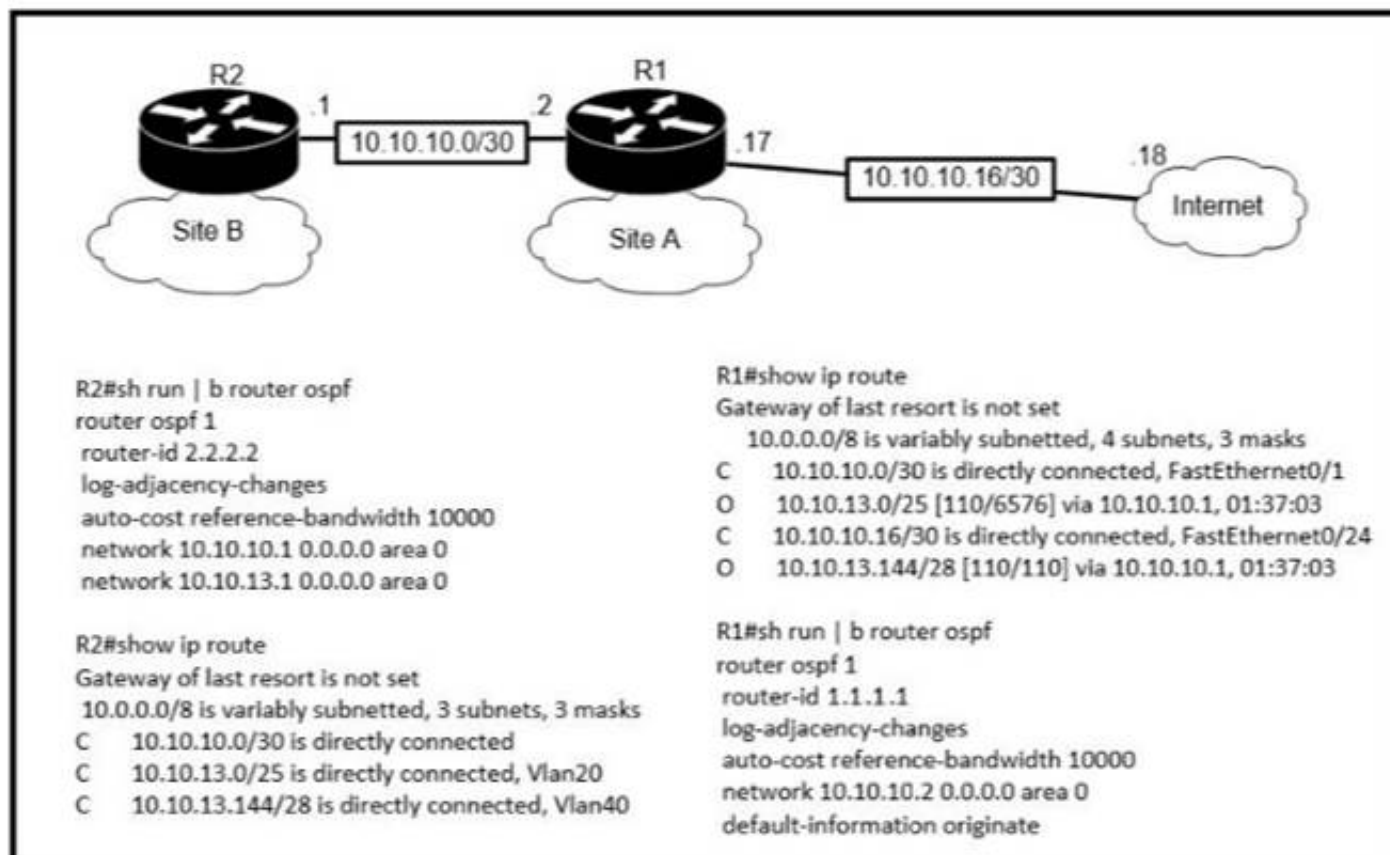 R2
R1
.1
10.10.10.0/30
.2
.17
10.10.10.16/30
.18
Internet
Site B
Site A
R2#sh run | b router ospf
router ospf 1
router-id 2.2.2.2
log-adjacency-changes
auto-cost reference-bandwidth 10000
network 10.10.10.1 0.0.0.0 area 0
network 10.10.13.1 0.0.0.0 area 0
R2#show ip route
Gateway of last resort is not set
10.0.0.0/8 is variably subnetted, 3 subnets, 3 masks
C 10.10.10.0/30 is directly connected
C 10.10.13.0/25 is directly connected, Vlan20
C 10.10.13.144/28 is directly connected, Vlan40
R1#show ip route
Gateway of last resort is not set
10.0.0.0/8 is variably subnetted, 4 subnets, 3 masks
C 10.10.10.0/30 is directly connected, FastEthernet0/1
O 10.10.13.0/25 [110/6576] via 10.10.10.1, 01:37:03
C 10.10.10.16/30 is directly connected, FastEthernet0/24
O 10.10.13.144/28 [110/110] via 10.10.10.1, 01:37:03
R1#sh run | b router ospf
router ospf 1
router-id 1.1.1.1
log-adjacency-changes
auto-cost reference-bandwidth 10000
network 10.10.10.2 0.0.0.0 area 0
default-information originate